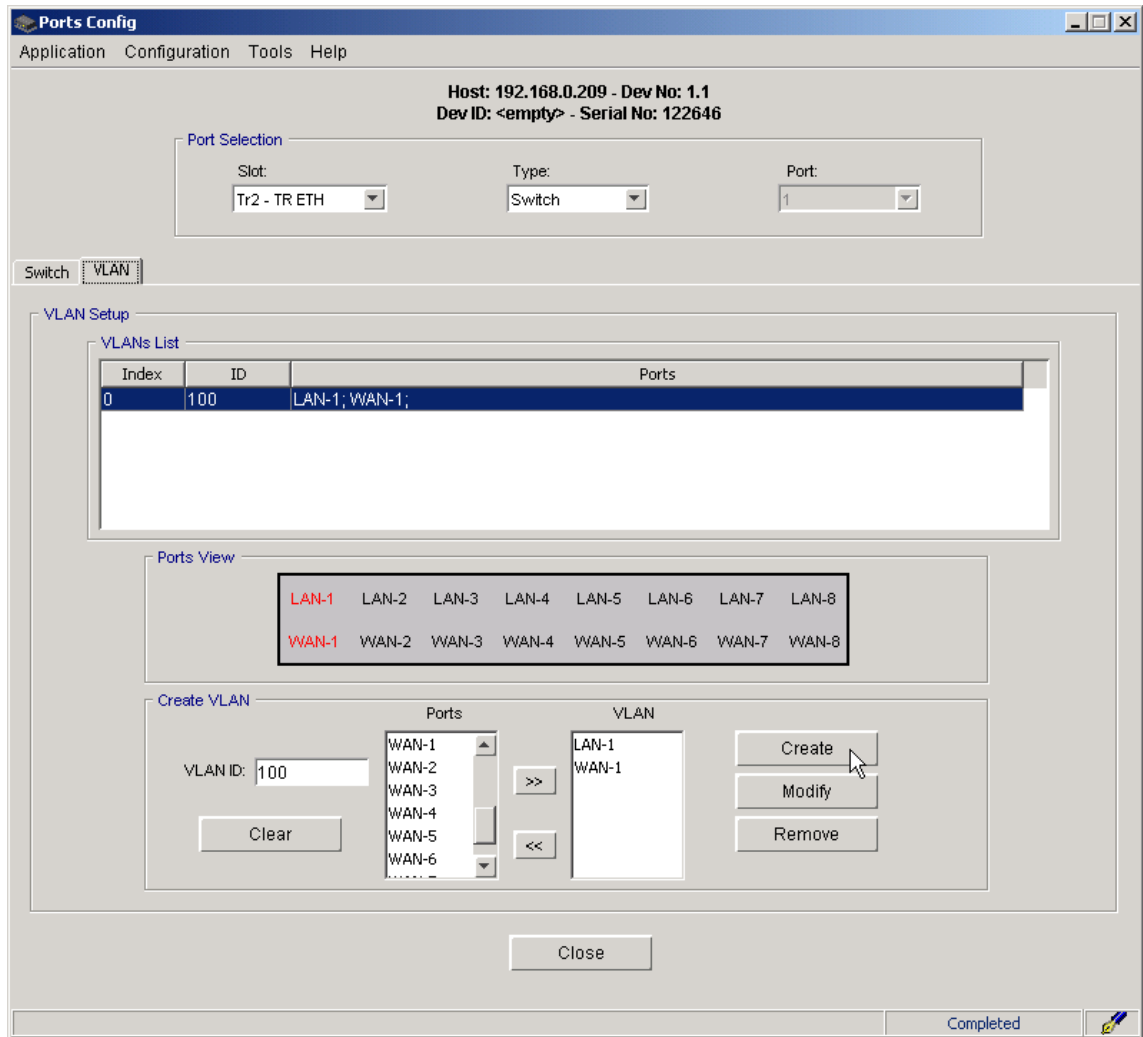 Ports Config
Application Configuration Tools Help
Host: 192.168.0.209 - Dev No: 1.1
Dev ID: <empty> - Serial No: 122646
Port Selection
Slot: Type: Port:
Tr2 - TR ETH Switch 1
Switch VLAN
VLAN Setup
VLANs List
Index ID Ports
0 100 LAN-1; WAN-1;
Ports View
LAN-1 LAN-2 LAN-3 LAN-4 LAN-5 LAN-6 LAN-7 LAN-8
WAN-1 WAN-2 WAN-3 WAN-4 WAN-5 WAN-6 WAN-7 WAN-8
Create VLAN
Ports VLAN
VLAN ID: 100
Clear
WAN-1
WAN-2
WAN-3
WAN-4
WAN-5
WAN-6
>>
<<
LAN-1
WAN-1
Create
Modify
Remove
Close
Completed